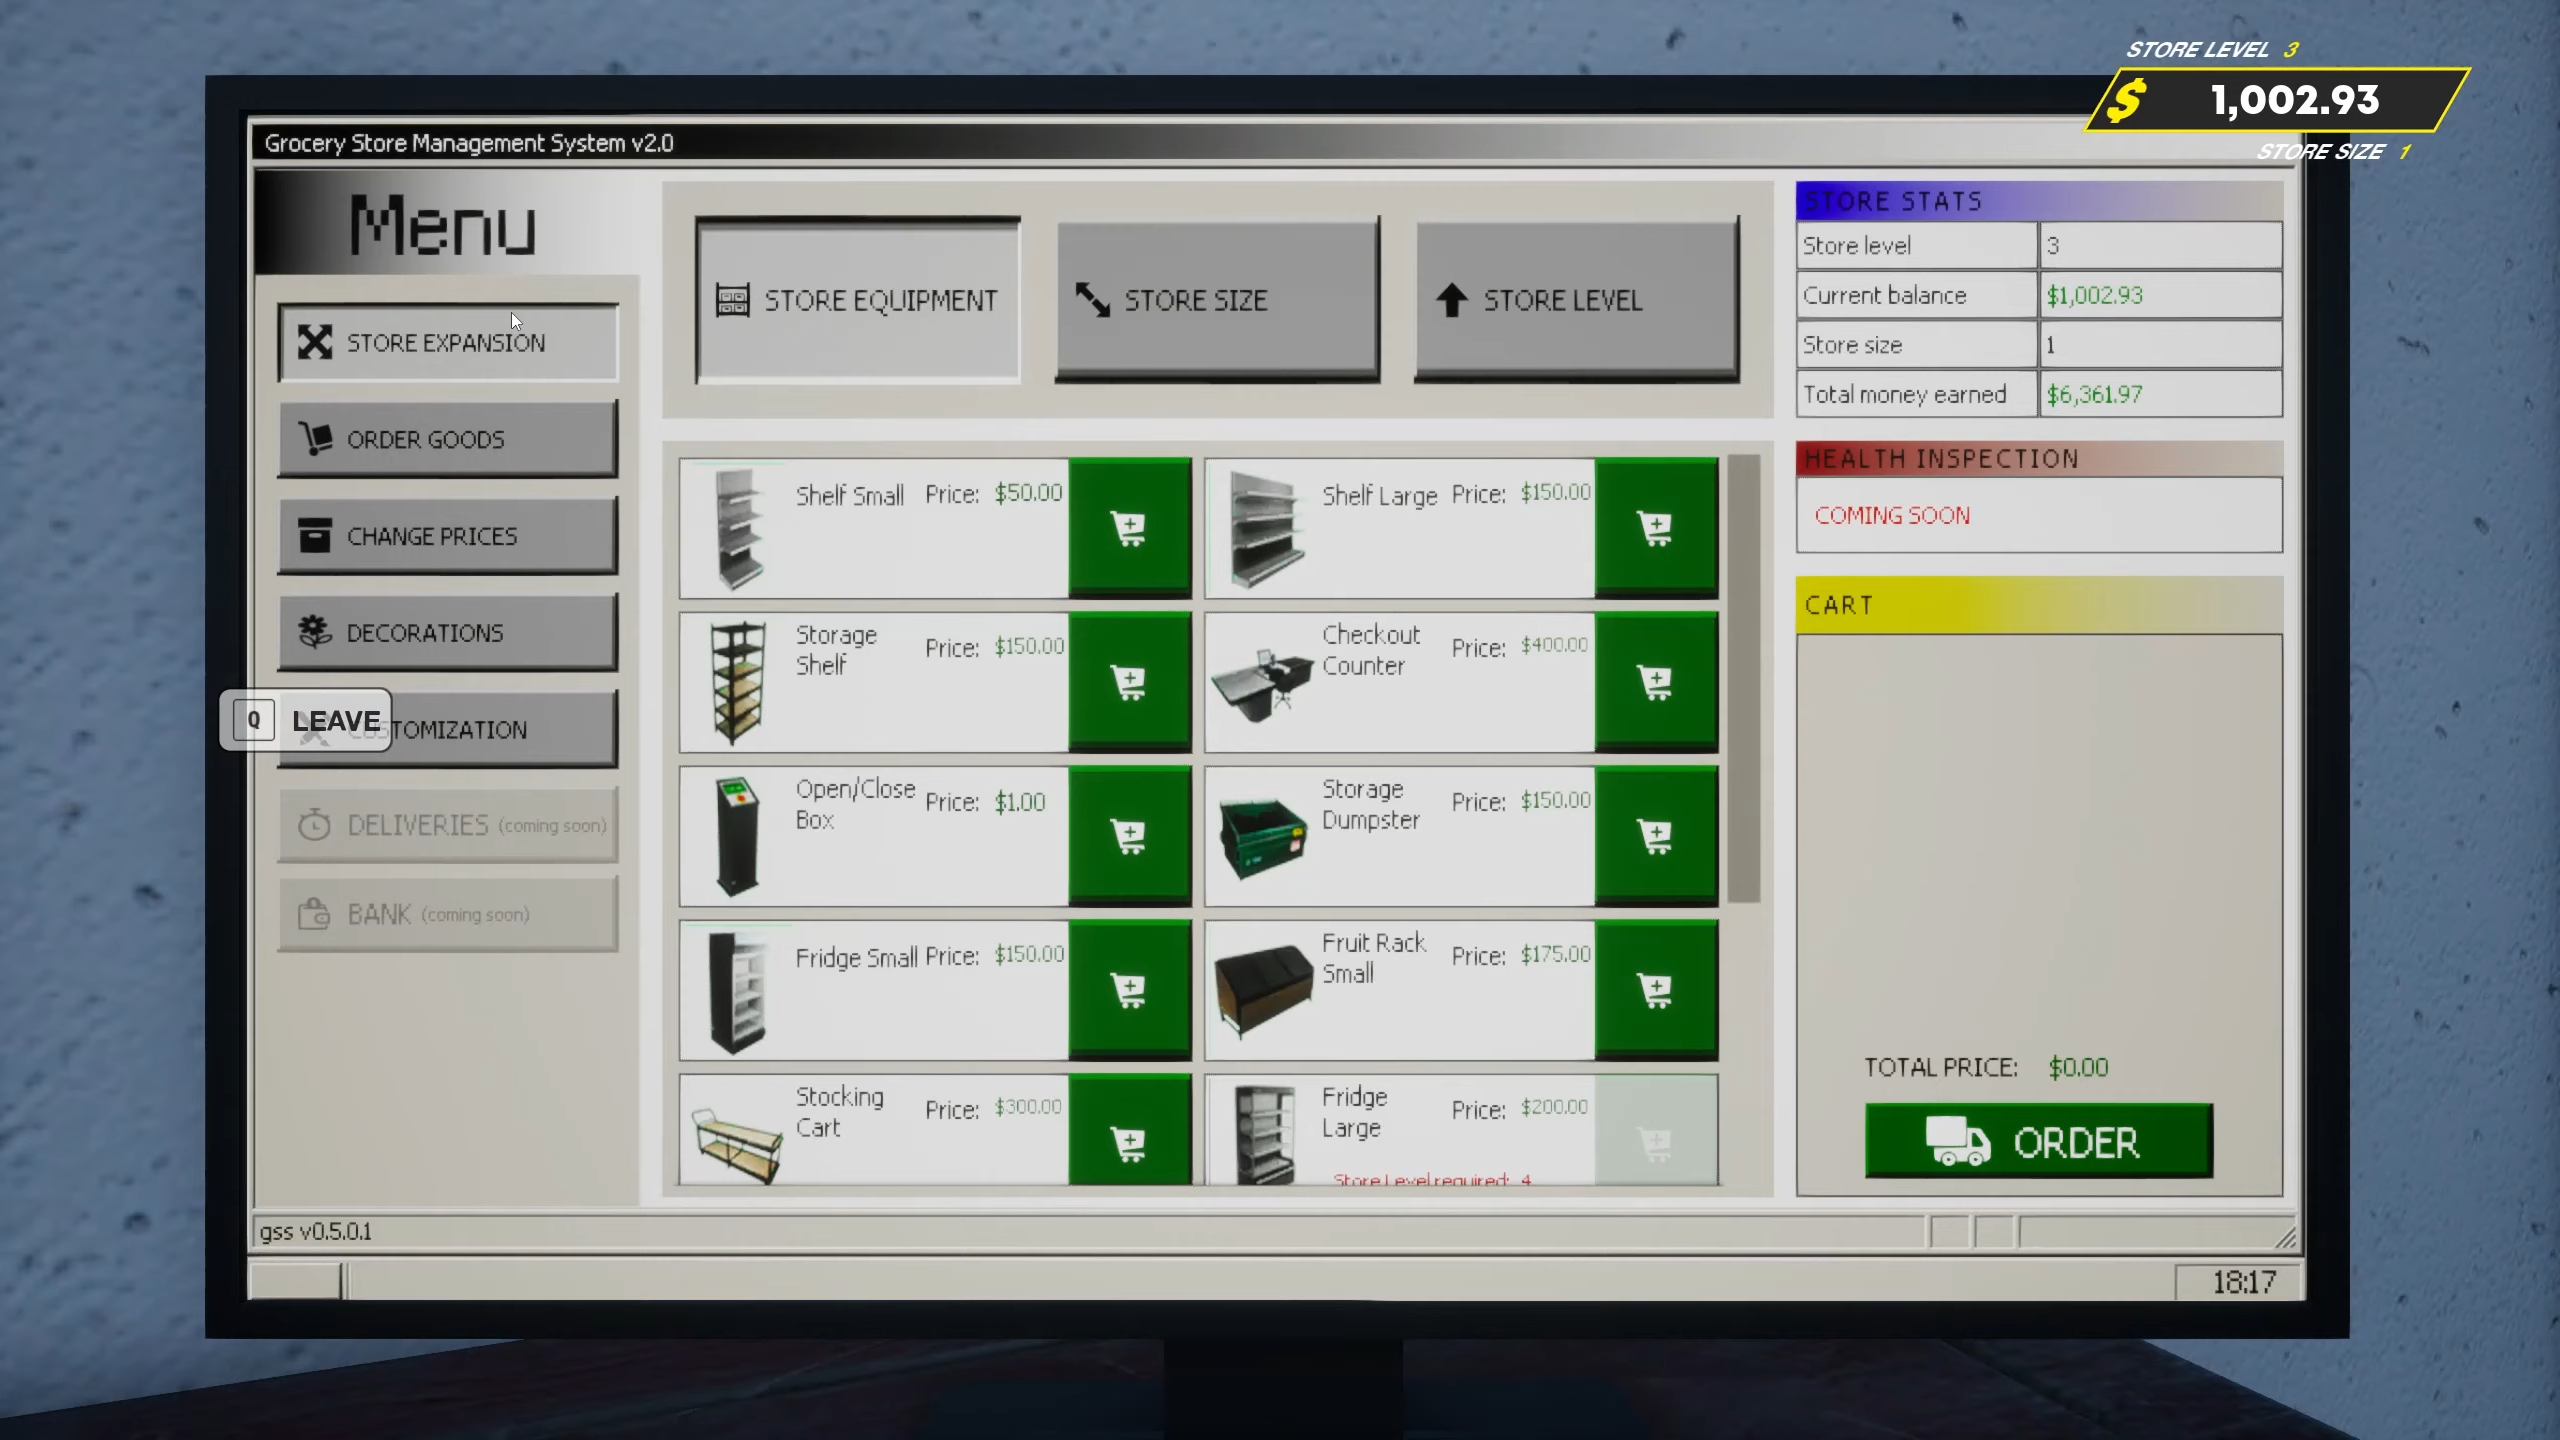 STORE LEVEL 3
$ 1,002.93
STORE SIZE 1
Grocery Store Management System v2.0
Menu
STORE EXPANSION
ORDER GOODS
CHANGE PRICES
DECORATIONS
Q LEAVE
CUSTOMIZATION
DELIVERIES (coming soon)
BANK (coming soon)
STORE EQUIPMENT
STORE SIZE
STORE LEVEL
Shelf Small Price: $50.00
Shelf Large Price: $150.00
Storage
Shelf
Price: $150.00
Checkout
Counter
Price: $400.00
Open/Close
Box
Price: $1.00
Storage
Dumpster
Price: $150.00
Fridge Small Price: $150.00
Fruit Rack
Small
Price: $175.00
Stocking
Cart
Price: $300.00
Fridge
Large
Price: $200.00
Store Level required: 4
STORE STATS
Store level 3
Current balance $1,002.93
Store size 1
Total money earned $6,361.97
HEALTH INSPECTION
COMING SOON
CART
TOTAL PRICE: $0.00
ORDER
gss v0.5.0.1
18:17